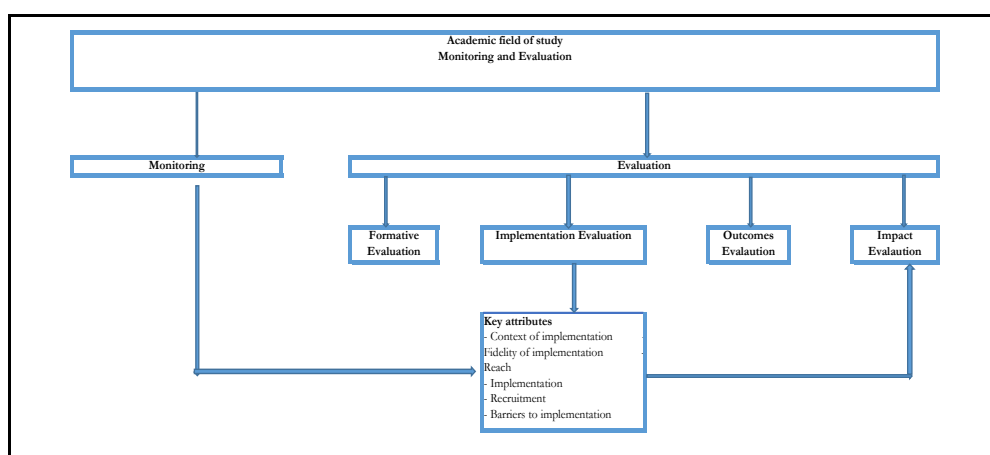 Academic field of study
Monitoring and Evaluation
Monitoring
Evaluation
Formative
Evaluation
Implementation Evaluation
Outcomes
Evalaution
Impact
Evalaution
Key attributes
- Context of implementation -
Fidelity of implementation -
Reach
- Implementation
- Recruitment
- Barriers to implementation